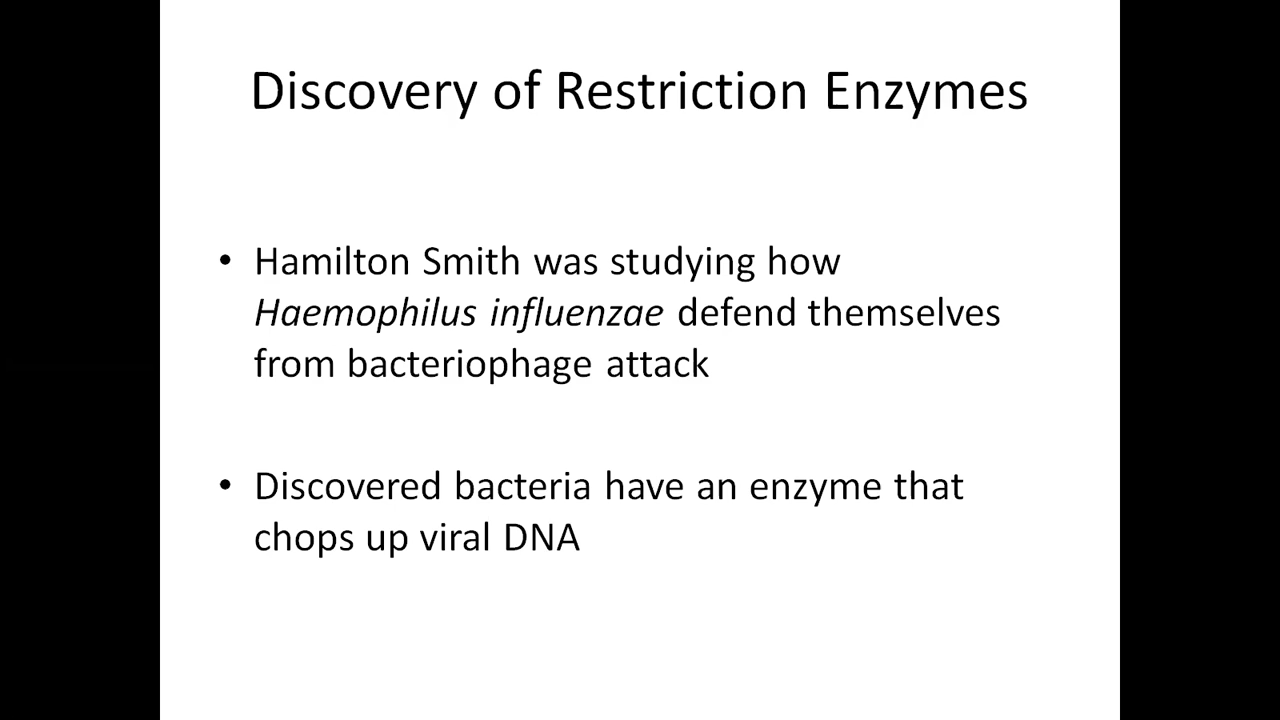 Discovery of Restriction Enzymes
• Hamilton Smith was studying how
Haemophilus influenzae defend themselves
from bacteriophage attack
• Discovered bacteria have an enzyme that
chops up viral DNA